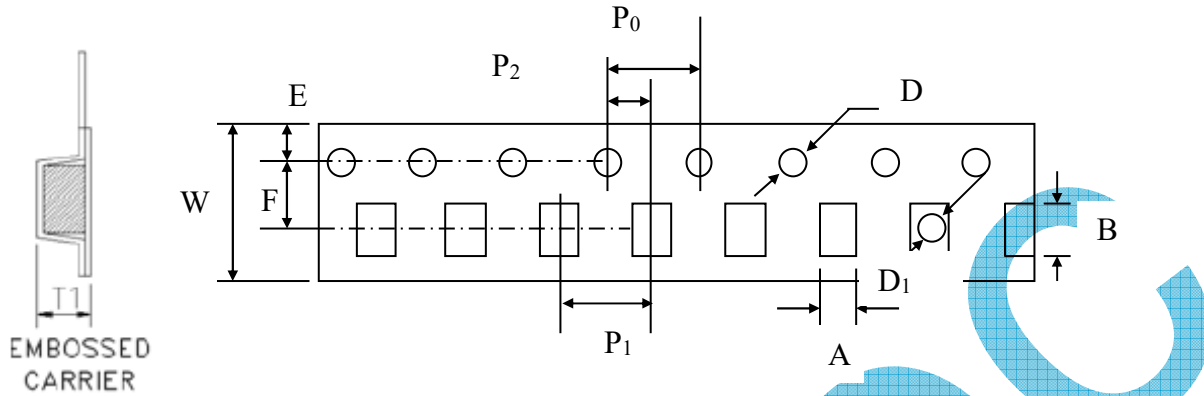 P₀
P₂
D
E
W
F
B
D₁
T1
P₁
A
EMBOSSED
CARRIER